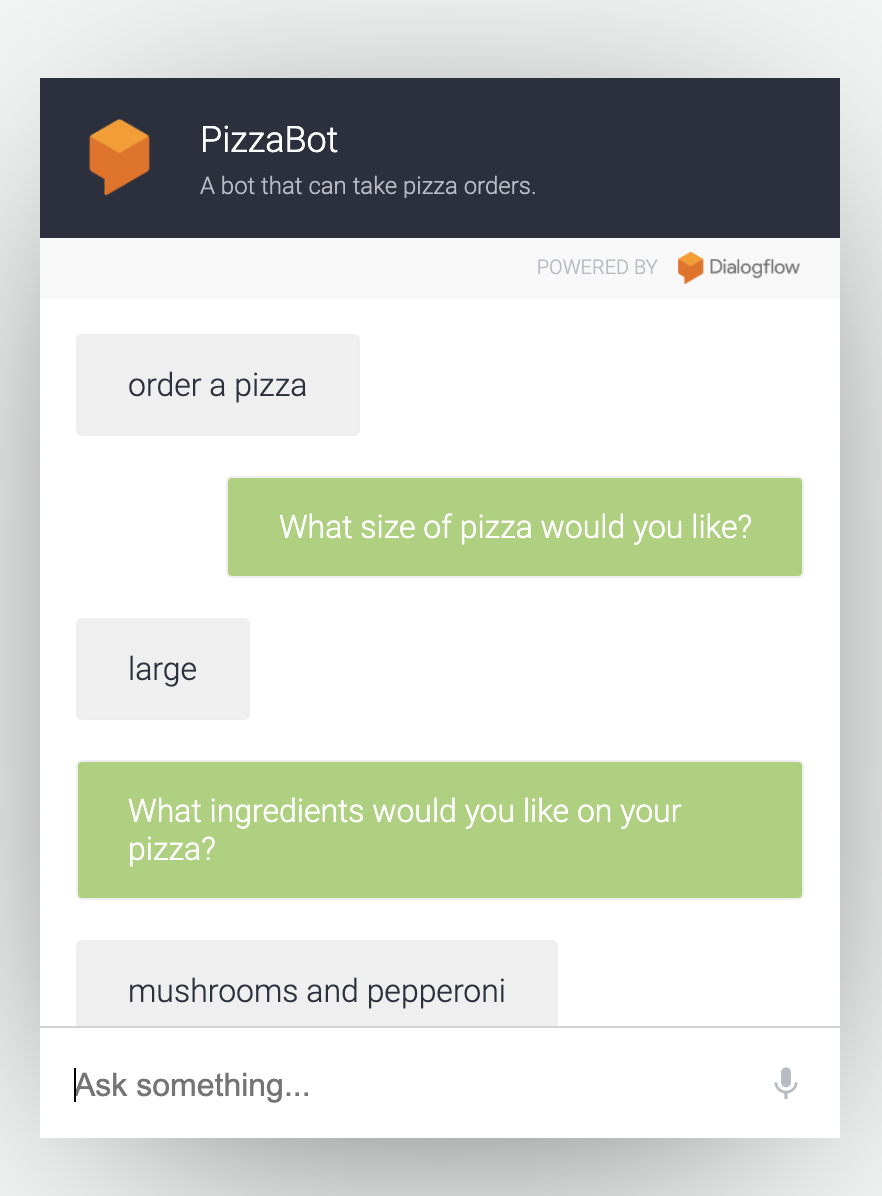 PizzaBot
A bot that can take pizza orders.
POWERED BY Dialogflow
order a pizza
What size of pizza would you like?
large
What ingredients would you like on your
pizza?
mushrooms and pepperoni
Ask something...